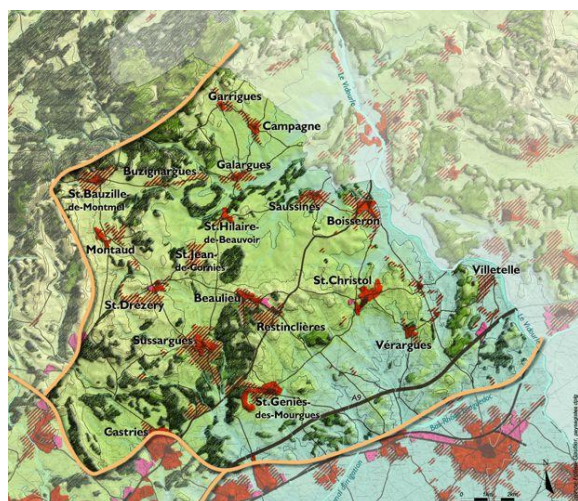 Le Vidourle
Garrigues
Campagne
Buzignargues
Galargues
St.Bauzille-
de-Montmel
Saussines
St.Hilaire-
de-Beauvoir
Boisseron
Montaud
St.Jean-
de-Cornies
St.Christol
Villetelle
Beaulieu
St.Drézery
Restinclières
Le Vidourle
Sussargues
Vérargues
A9
St.Geniès-
des-Mourgues
Castries